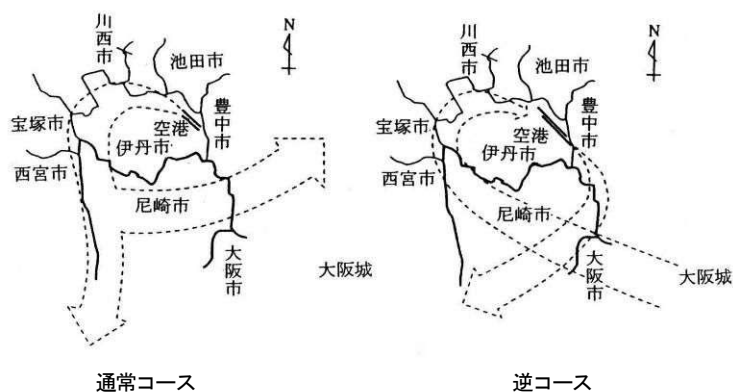 N
川西市
池田市
宝塚市
豊中市
空港
伊丹市
西宮市
尼崎市
大阪市
大阪城
通常コース
N
川西市
池田市
宝塚市
豊中市
空港
伊丹市
西宮市
尼崎市
大阪市
大阪城
逆コース